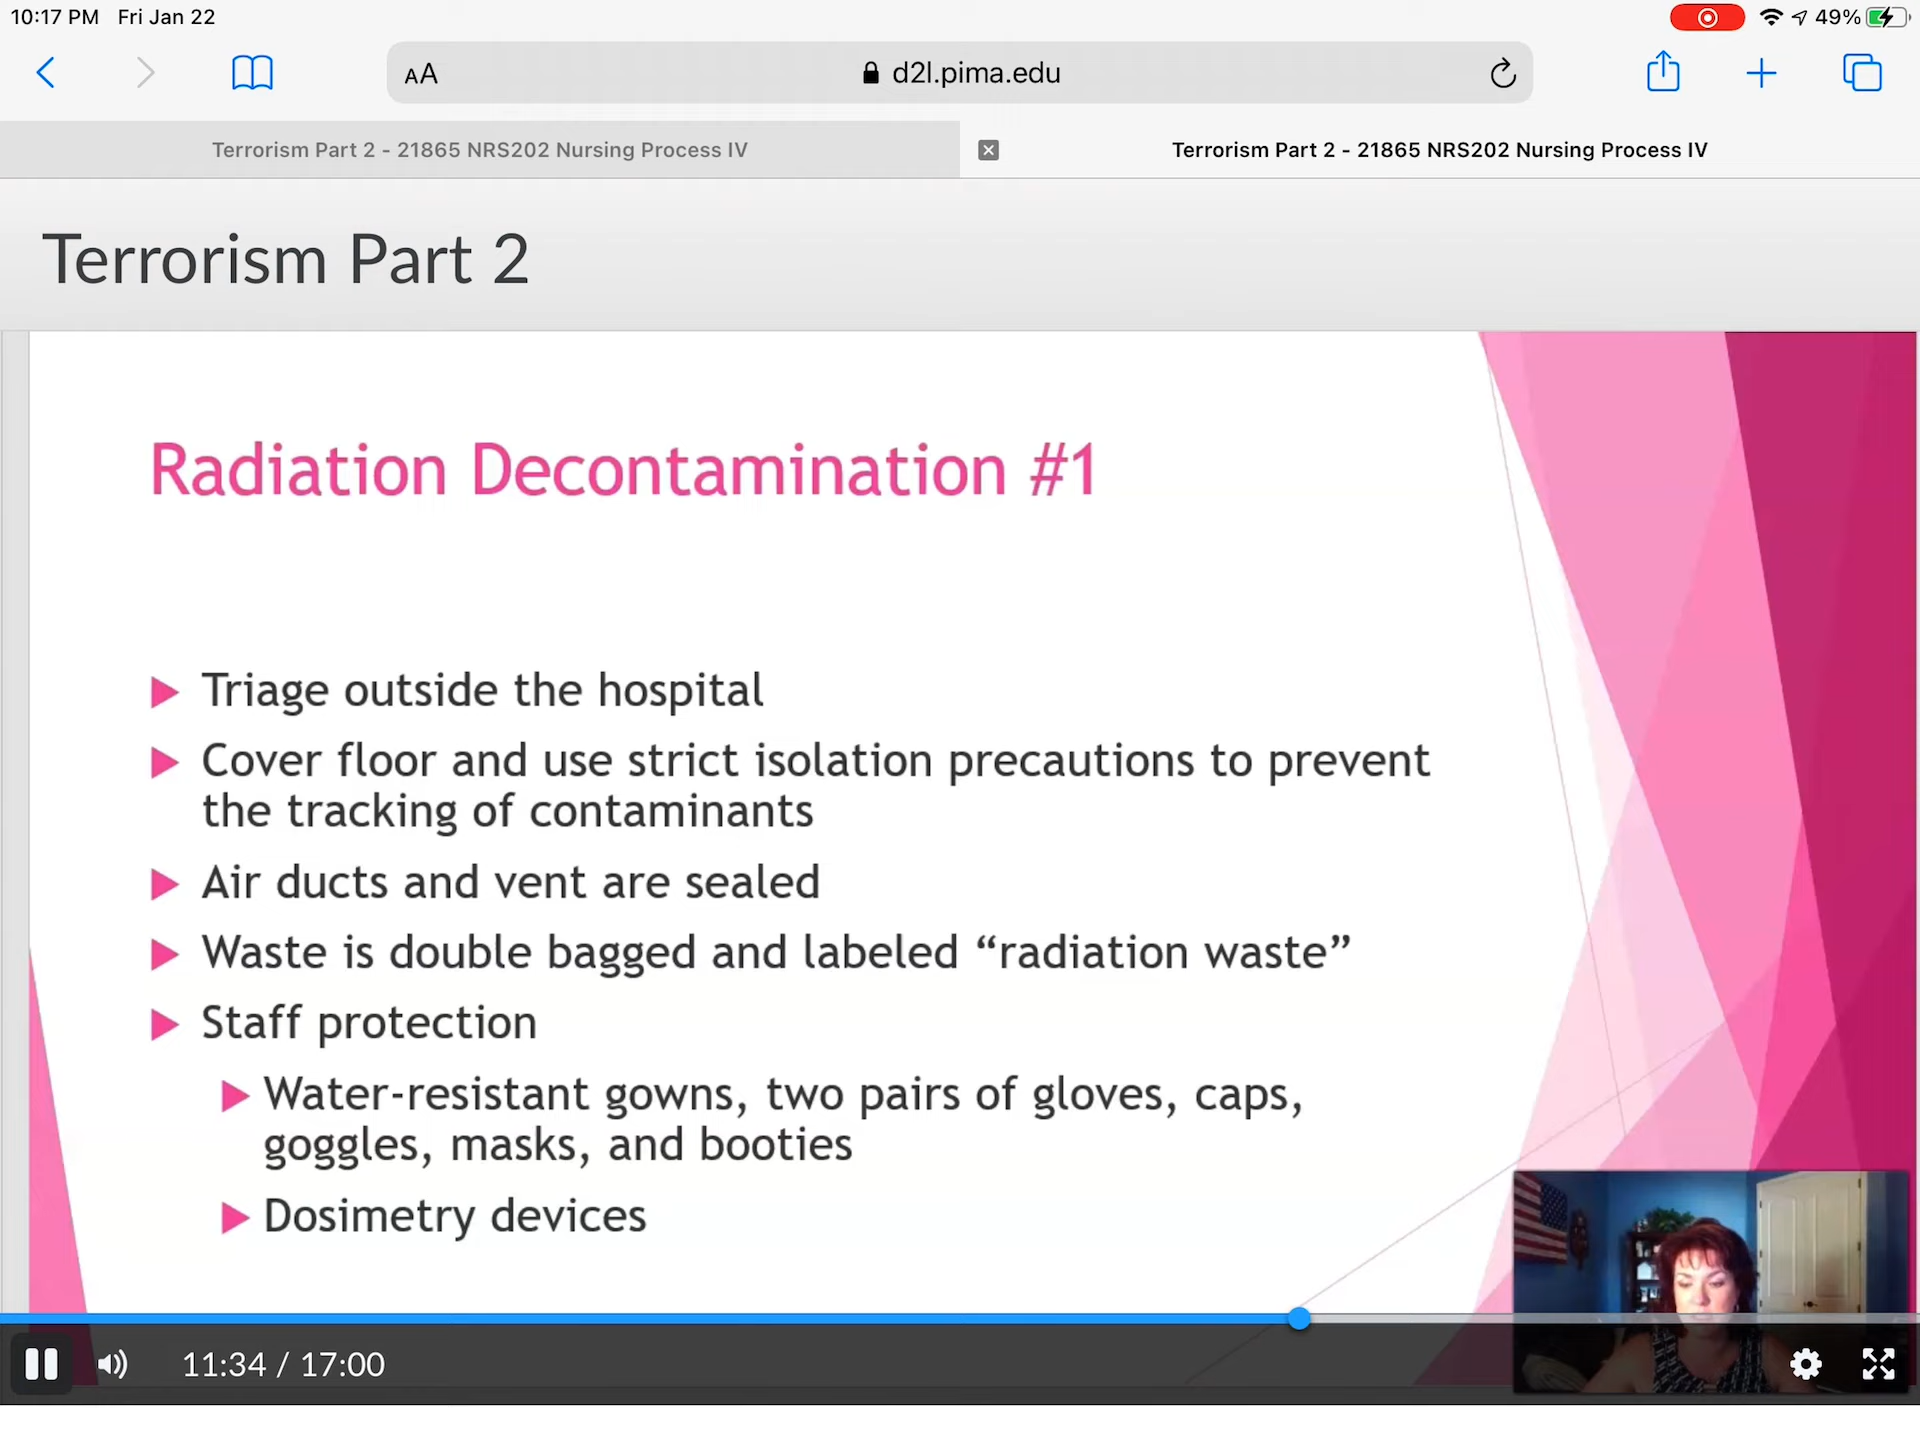 10:17 PM Fri Jan 22
49%
AA
d2l.pima.edu
Terrorism Part 2 - 21865 NRS202 Nursing Process IV
Terrorism Part 2 - 21865 NRS202 Nursing Process IV
Terrorism Part 2
Radiation Decontamination #1
Triage outside the hospital
Cover floor and use strict isolation precautions to prevent
the tracking of contaminants
Air ducts and vent are sealed
Waste is double bagged and labeled “radiation waste”
Staff protection
Water-resistant gowns, two pairs of gloves, caps,
goggles, masks, and booties
Dosimetry devices
11:34 / 17:00